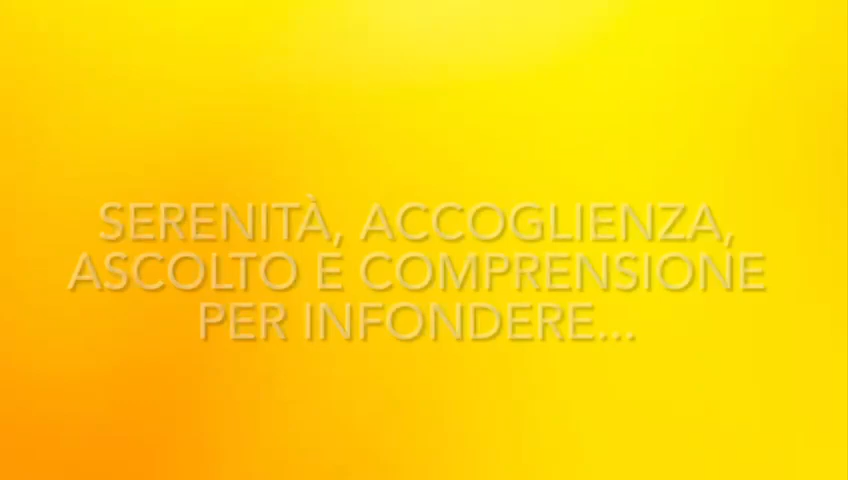 SERENITÀ, ACCOGLIENZA,
ASCOLTO E COMPRENSIONE
PER INFONDERE...